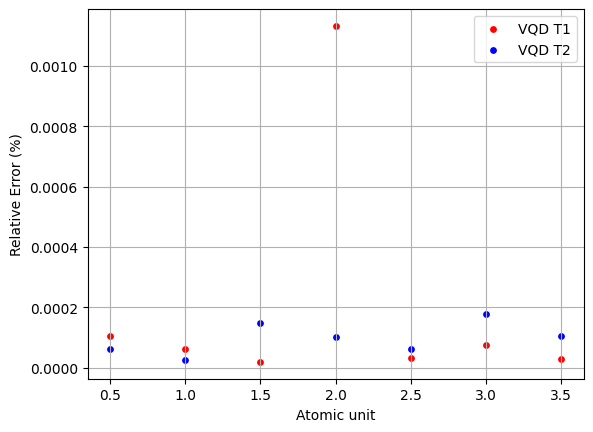 VQD T1
VQD T2
Relative Error (%)
0.0010
0.0008
0.0006
0.0004
0.0002
0.0000
0.5 1.0 1.5 2.0 2.5 3.0 3.5
Atomic unit